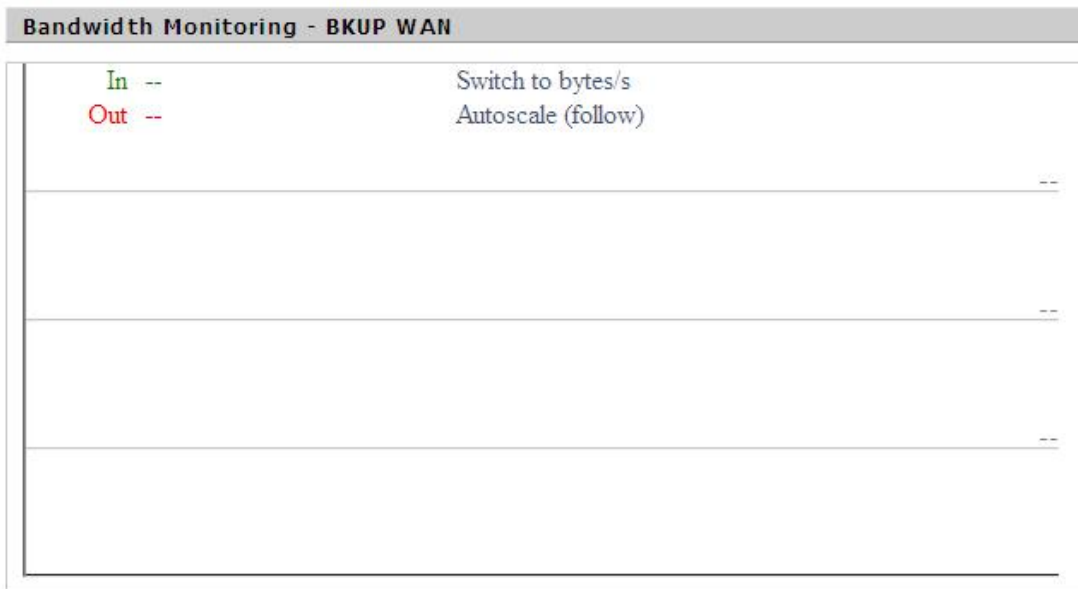 Bandwidth Monitoring - BKUP WAN
In --
Switch to bytes/s
Out --
Autoscale (follow)
--
--
--